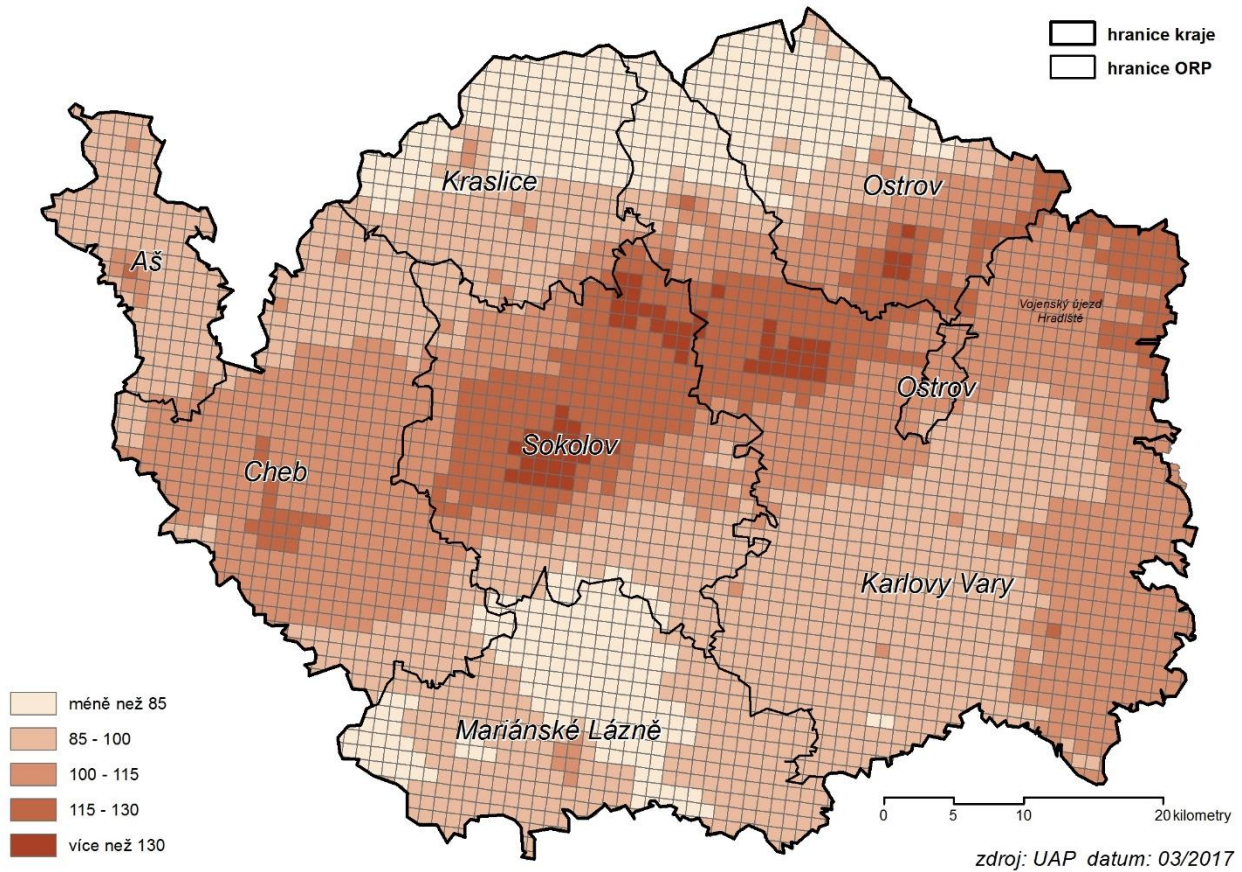 hranice kraje
hranice ORP
Kraslice
Ostrov
Aš
Vojenský újezd
Hradiště
Ostrov
Sokolov
Cheb
Karlovy Vary
Mariánské Lázně
méně než 85
85 - 100
100 - 115
115 - 130
více než 130
0 5 10 20 kilometry
zdroj: UAP datum: 03/2017